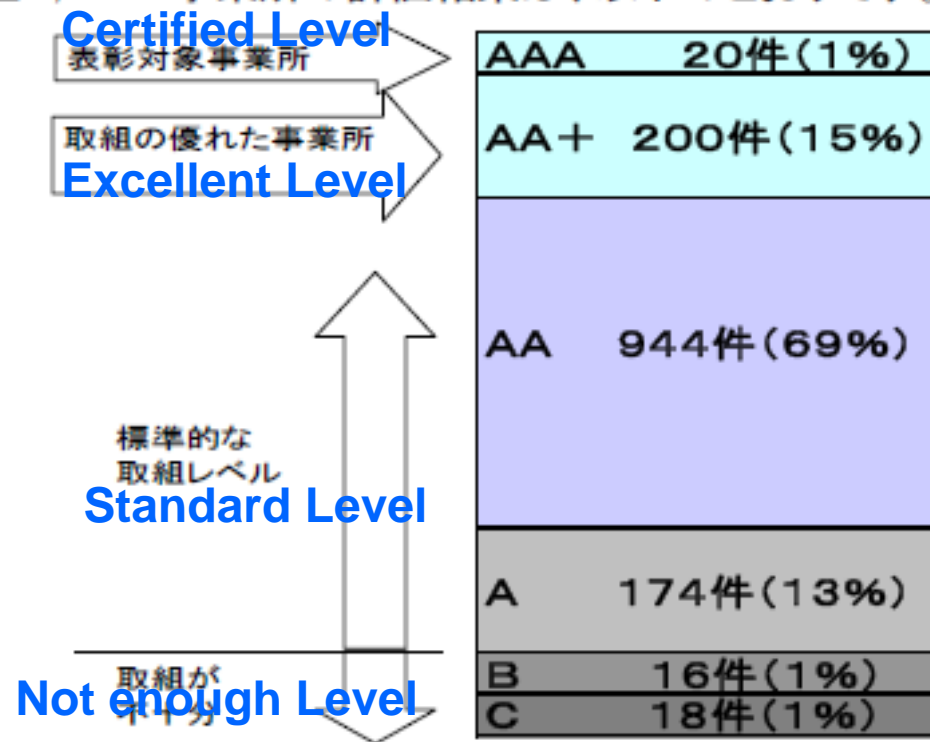 Certified Level
表彰対象事業所
AAA 20件(1%)
取組の優れた事業所
AA+ 200件(15%)
Excellent Level
AA 944件(69%)
標準的な
取組レベル
Standard Level
A 174件(13%)
取組が
不十分
Not enough Level
B 16件(1%)
C 18件(1%)